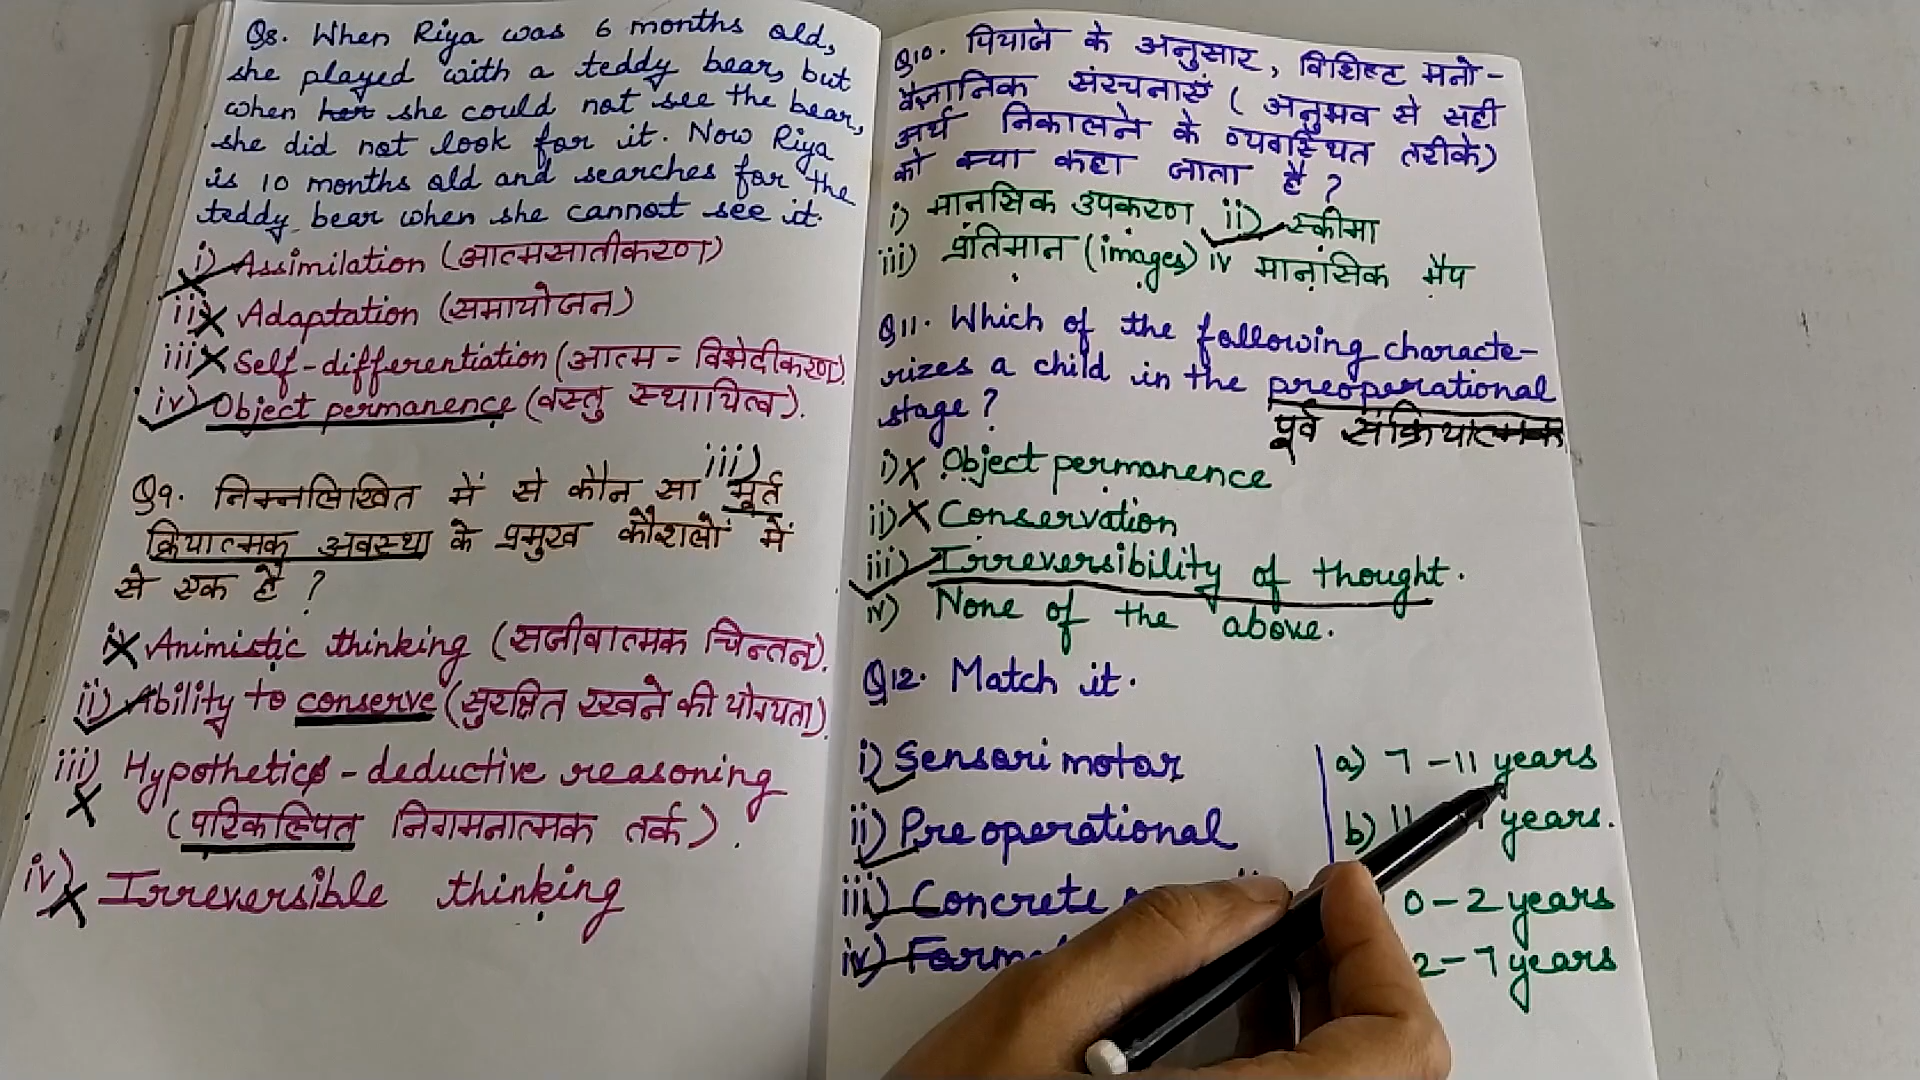 Q8. When Riya was 6 months old,
she played with a teddy bear, but
when her she could not see the bear,
she did not look for it. Now Riya
is 10 months old and searches for the
teddy bear when she cannot see it.
i) Assimilation (आत्मसातीकरण)
ii) Adaptation (समायोजन)
iii) Self-differentiation (आत्म - विभेदीकरण).
iv) Object permanence (वस्तु स्थायित्व).
iii)
Q9. निम्नलिखित में से कौन सा मूर्त
क्रियात्मक अवस्था के प्रमुख कौशलों में
से एक है ?
i) Animistic thinking (सजीवात्मक चिन्तन).
ii) Ability to conserve (सुरक्षित रखने की योग्यता).
iii) Hypothetico-deductive reasoning
(परिकल्पित निगमनात्मक तर्क).
iv) Irreversible thinking
Q10. पियाजे के अनुसार, विशिष्ट मनो-
वैज्ञानिक संरचनाएं (अनुभव से सही
अर्थ निकालने के व्यवस्थित तरीके)
को क्या कहा जाता है ?
i) मानसिक उपकरण ii) स्कीमा
iii) प्रतिमान (images) iv मानसिक मैप
Q11. Which of the following characte-
rizes a child in the preoperational
stage?
पूर्व संक्रियात्मक
i) Object permanence
ii) Conservation
iii) Irreversibility of thought.
iv) None of the above.
Q12. Match it.
i) Sensori motor a) 7-11 years
ii) Preoperational b) years.
iii) Concrete 0-2 years
iv) 2-7 years